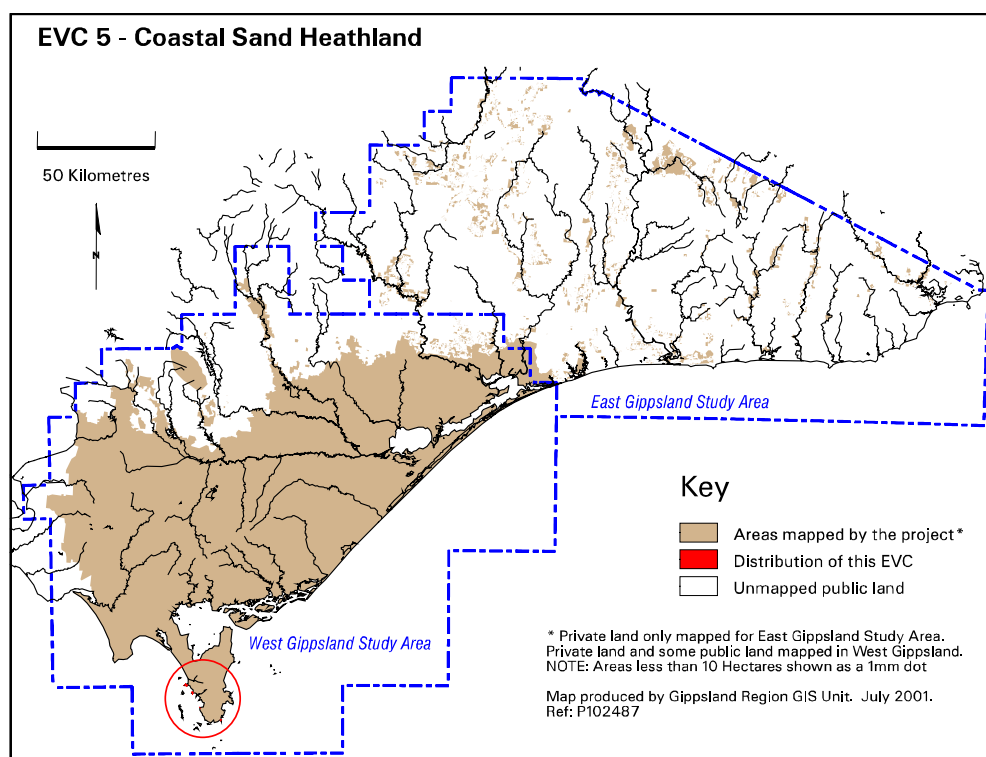 EVC 5 - Coastal Sand Heathland
50 Kilometres
N
East Gippsland Study Area
Key
Areas mapped by the project *
Distribution of this EVC
Unmapped public land
West Gippsland Study Area
* Private land only mapped for East Gippsland Study Area.
Private land and some public land mapped in West Gippsland.
NOTE: Areas less than 10 Hectares shown as a 1mm dot
Map produced by Gippsland Region GIS Unit. July 2001.
Ref: P102487